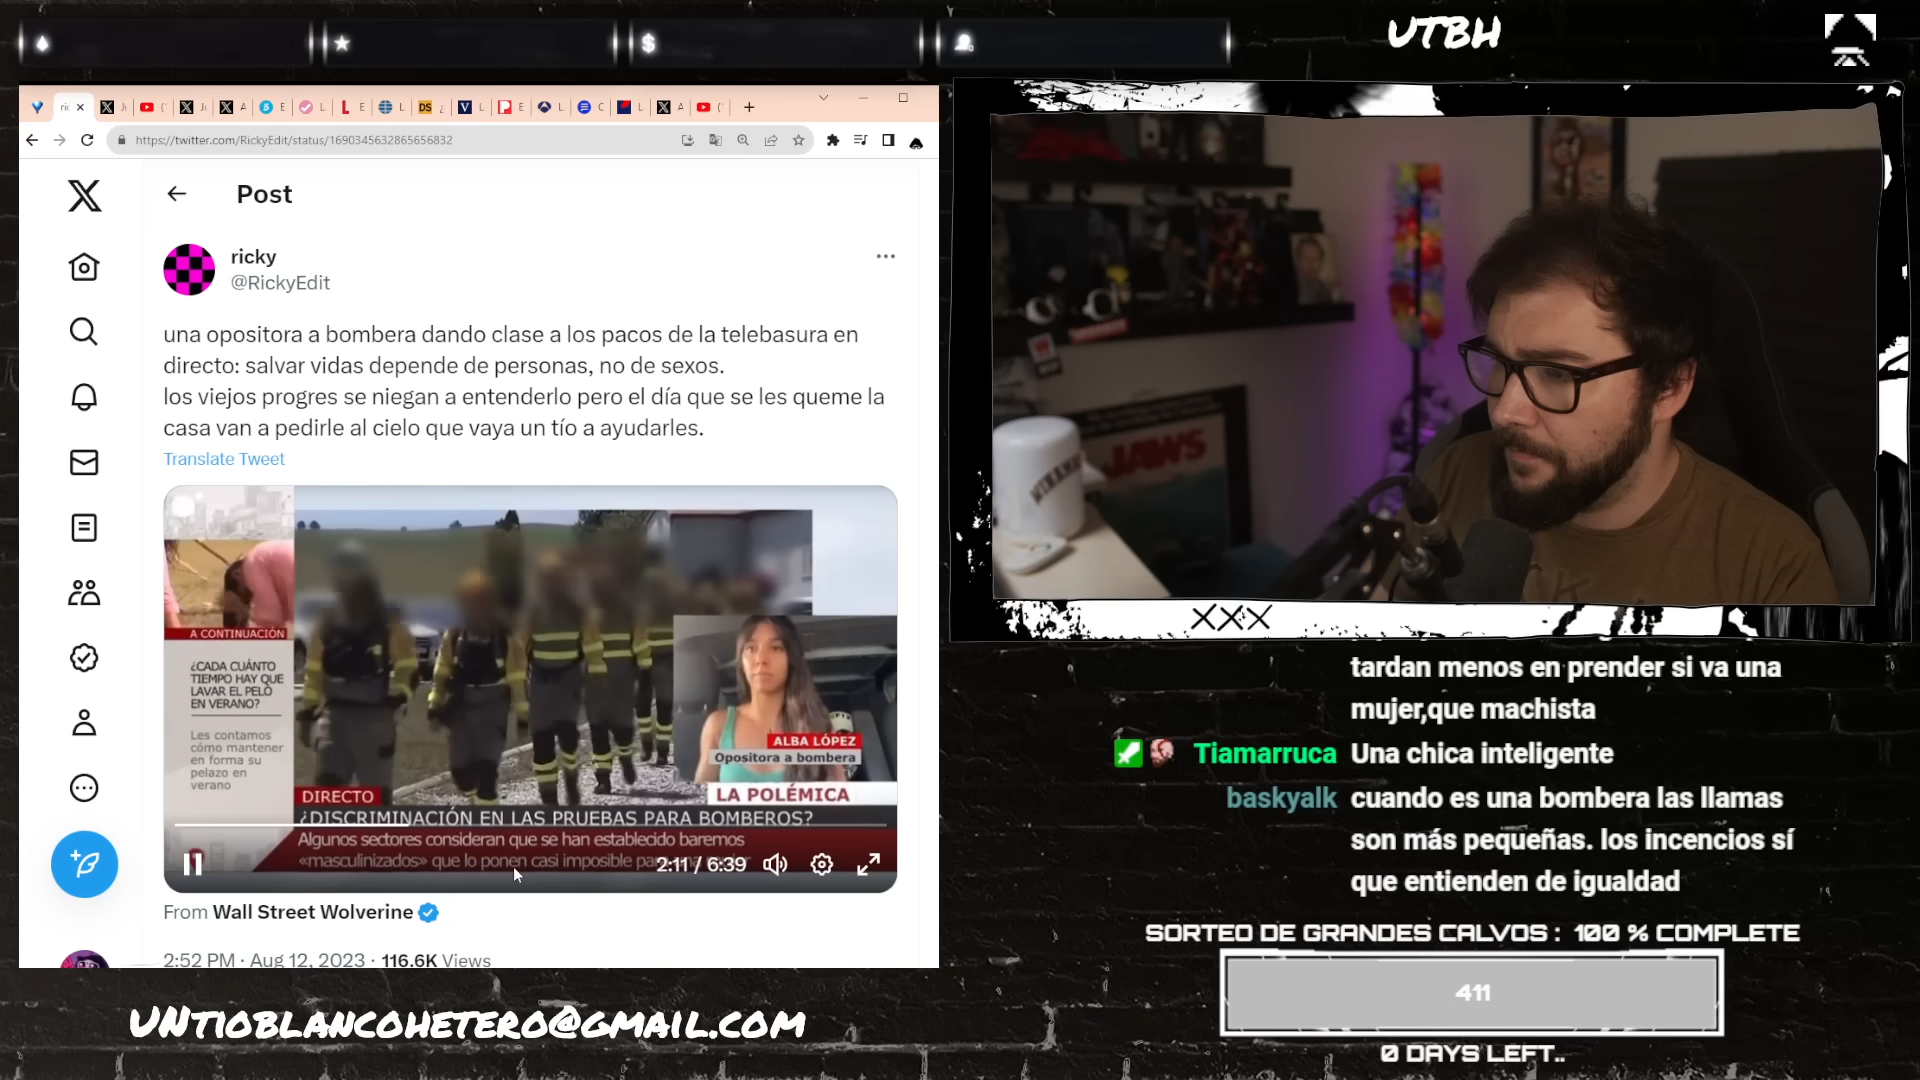 UTBH
https://twitter.com/RickyEdit/status/1690345632865656832
Post
ricky
@RickyEdit
una opositora a bombera dando clase a los pacos de la telebasura en
directo: salvar vidas depende de personas, no de sexos.
los viejos progres se niegan a entenderlo pero el día que se les queme la
casa van a pedirle al cielo que vaya un tío a ayudarles.
Translate Tweet
A CONTINUACIÓN
¿CADA CUÁNTO
TIEMPO HAY QUE
LAVAR EL PELO
EN VERANO?
Les contamos
cómo mantener
en forma su
pelazo en
verano
ALBA LÓPEZ
Opositora a bombera
DIRECTO
LA POLÉMICA
¿DISCRIMINACIÓN EN LAS PRUEBAS PARA BOMBEROS?
Algunos sectores consideran que se han establecido baremos
«masculinizados» que lo ponen casi imposible
2:11 / 6:39
From Wall Street Wolverine
2:52 PM · Aug 12, 2023 · 116.6K Views
JAWS
XXX
tardan menos en prender si va una
mujer,que machista
Tiamarruca Una chica inteligente
baskyalk cuando es una bombera las llamas
son más pequeñas. los incencios sí
que entienden de igualdad
SORTEO DE GRANDES CALVOS : 100 % COMPLETE
411
0 DAYS LEFT..
UNTIOBLANCOHETERO@GMAIL.COM